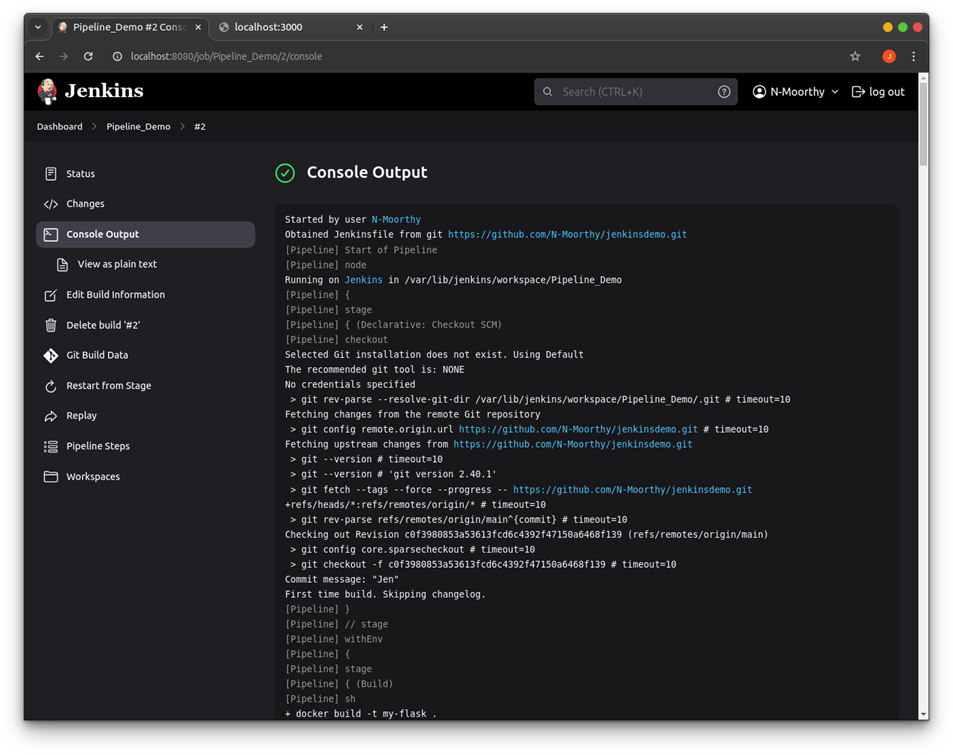 Pipeline_Demo #2 Conso
localhost:3000
localhost:8080/job/Pipeline_Demo/2/console
J
Jenkins
Search (CTRL+K)
N-Moorthy
log out
Dashboard > Pipeline_Demo > #2
Status
Changes
Console Output
View as plain text
Edit Build Information
Delete build ‘#2’
Git Build Data
Restart from Stage
Replay
Pipeline Steps
Workspaces
Console Output
Started by user N-Moorthy
Obtained Jenkinsfile from git https://github.com/N-Moorthy/jenkinsdemo.git
[Pipeline] Start of Pipeline
[Pipeline] node
Running on Jenkins in /var/lib/jenkins/workspace/Pipeline_Demo
[Pipeline] {
[Pipeline] stage
[Pipeline] { (Declarative: Checkout SCM)
[Pipeline] checkout
Selected Git installation does not exist. Using Default
The recommended git tool is: NONE
No credentials specified
> git rev-parse --resolve-git-dir /var/lib/jenkins/workspace/Pipeline_Demo/.git # timeout=10
Fetching changes from the remote Git repository
> git config remote.origin.url https://github.com/N-Moorthy/jenkinsdemo.git # timeout=10
Fetching upstream changes from https://github.com/N-Moorthy/jenkinsdemo.git
> git --version # timeout=10
> git --version # 'git version 2.40.1'
> git fetch --tags --force --progress -- https://github.com/N-Moorthy/jenkinsdemo.git
+refs/heads/*:refs/remotes/origin/* # timeout=10
> git rev-parse refs/remotes/origin/main^{commit} # timeout=10
Checking out Revision c0f3980853a53613fcd6c4392f47150a6468f139 (refs/remotes/origin/main)
> git config core.sparsecheckout # timeout=10
> git checkout -f c0f3980853a53613fcd6c4392f47150a6468f139 # timeout=10
Commit message: "Jen"
First time build. Skipping changelog.
[Pipeline] }
[Pipeline] // stage
[Pipeline] withEnv
[Pipeline] {
[Pipeline] stage
[Pipeline] { (Build)
[Pipeline] sh
+ docker build -t my-flask .